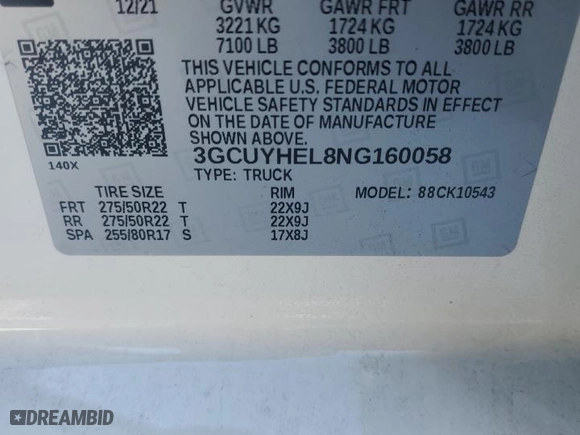 12/21 GVWR GAWR FRT GAWR RR
3221 KG 1724 KG 1724 KG
7100 LB 3800 LB 3800 LB
THIS VEHICLE CONFORMS TO ALL
APPLICABLE U.S. FEDERAL MOTOR
VEHICLE SAFETY STANDARDS IN EFFECT
ON THE DATE OF MANUFACTURE
SHOWN ABOVE.
3GCUYHEL8NG160058
140X
TYPE: TRUCK
TIRE SIZE RIM MODEL: 88CK10543
FRT 275/50R22 T 22X9J
RR 275/50R22 T 22X9J
SPA 255/80R17 S 17X8J
DREAMBID